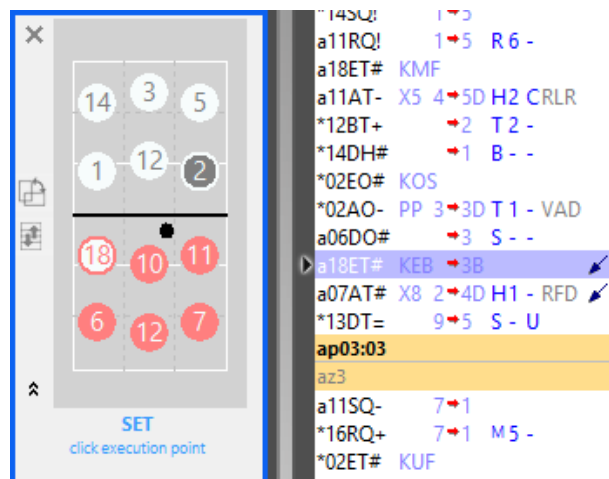 14 3 5
1 12 2
18 10 11
6 12 7
SET
click execution point
*14SQ! 1 5
a11RQ! 1 5 R 6 -
a18ET# KMF
a11AT- X5 4 5D H2 CRLR
*12BT+ 2 T 2 -
*14DH# 1 B - -
*02EO# KOS
*02AO- PP 3 3D T 1 - VAD
a06DO# 3 S - -
a18ET# KEB 3B
a07AT# X8 2 4D H1 - RFD
*13DT= 9 5 S - U
ap03:03
az3
a11SQ- 7 1
*16RQ+ 7 1 M 5 -
*02ET# KUF